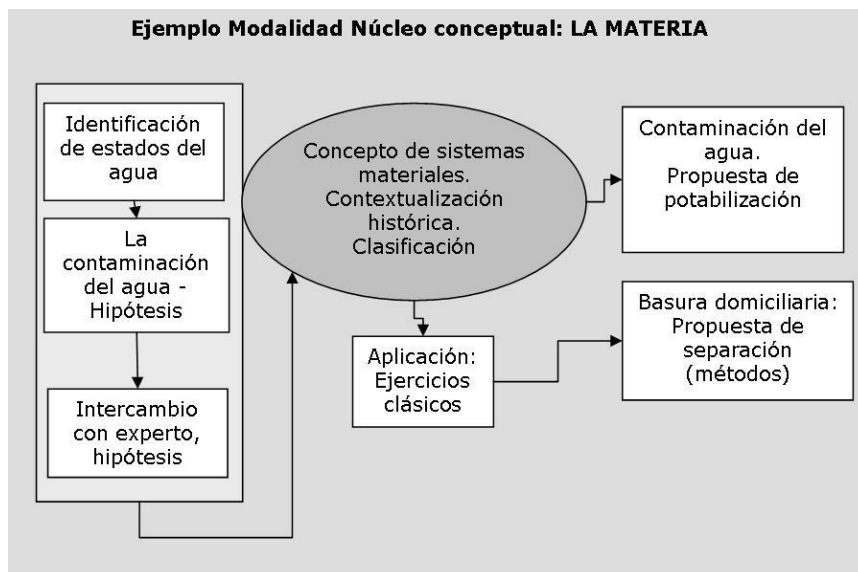 Ejemplo Modalidad Núcleo conceptual: LA MATERIA
Identificación
de estados del
agua
La
contaminación
del agua -
Hipótesis
Intercambio
con experto,
hipótesis
Concepto de sistemas
materiales.
Contextualización
histórica.
Clasificación
Aplicación:
Ejercicios
clásicos
Contaminación del
agua.
Propuesta de
potabilización
Basura domiciliaria:
Propuesta de
separación
(métodos)